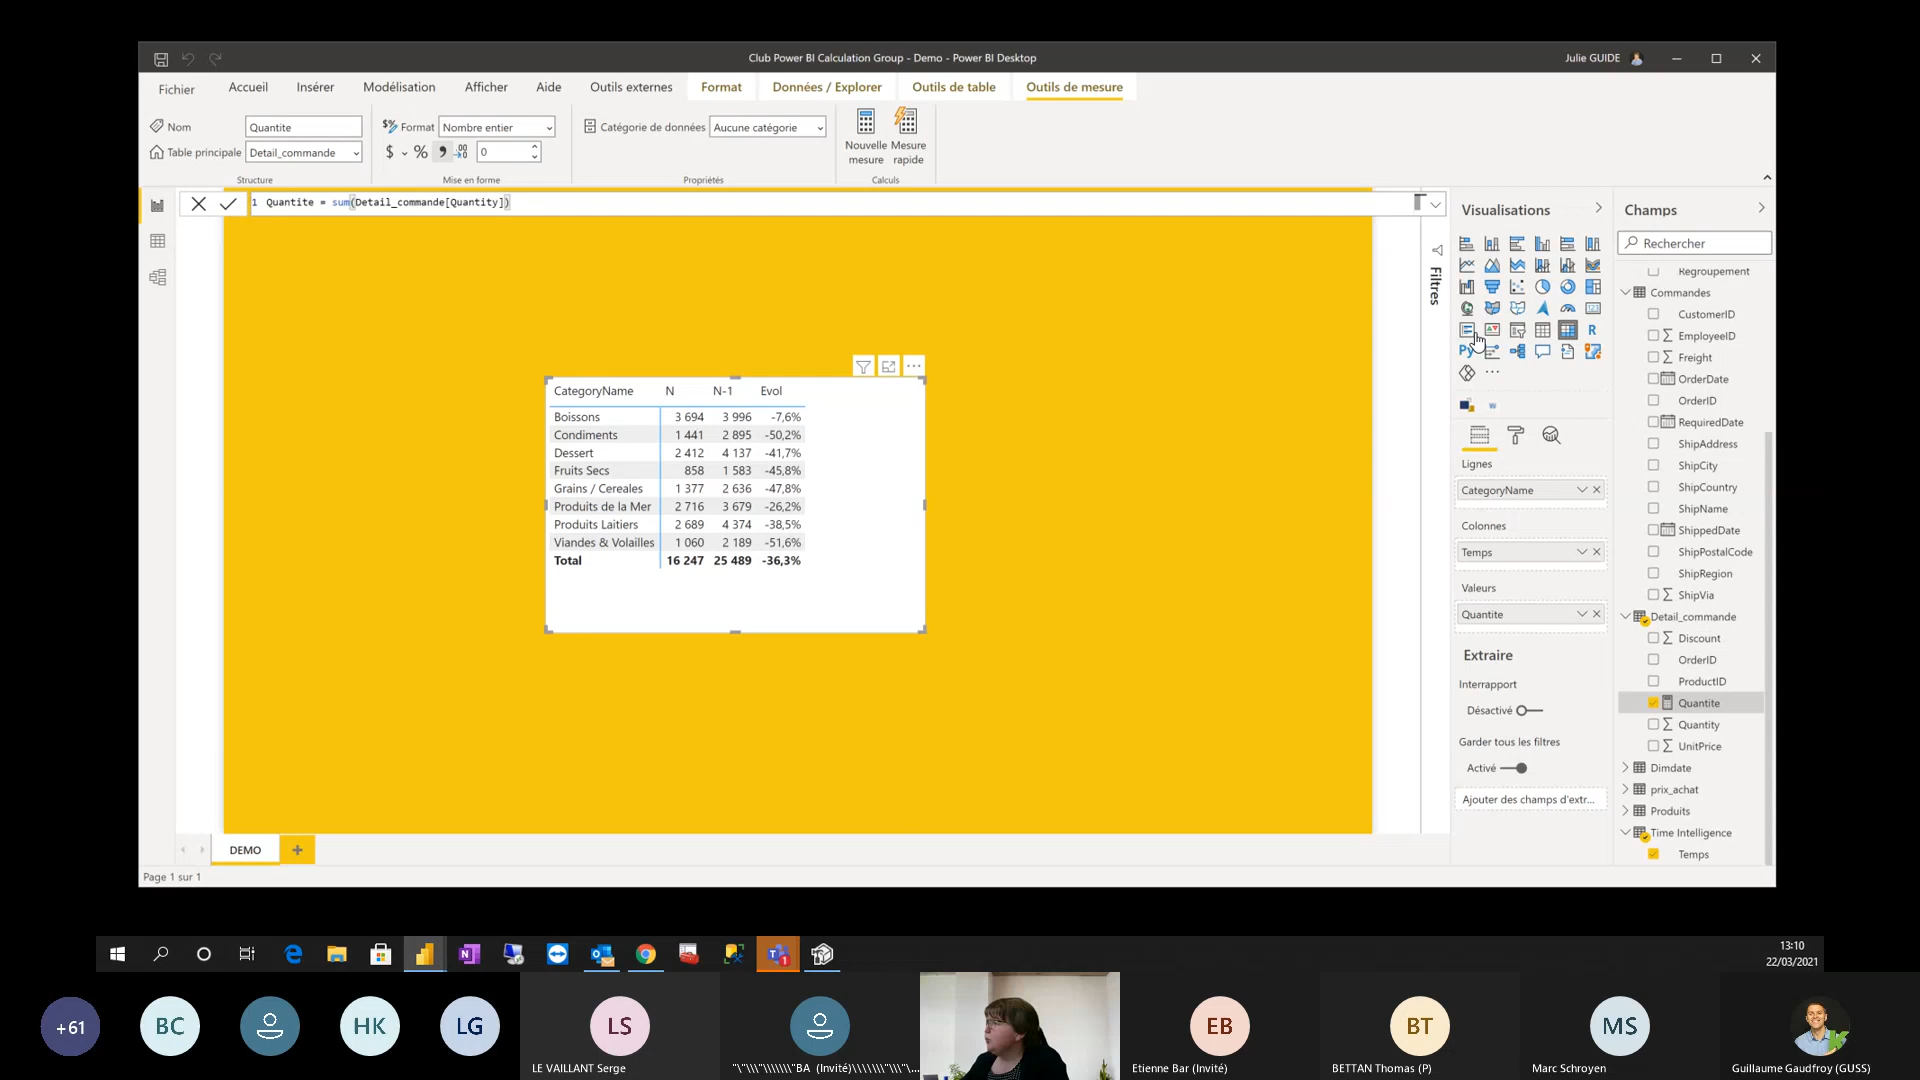 Club Power BI Calculation Group - Demo - Power BI Desktop
Julie GUIDE
Fichier Accueil Insérer Modélisation Afficher Aide Outils externes Format Données / Explorer Outils de table Outils de mesure
Nom Quantite
Table principale Detail_commande
Structure
$% Format Nombre entier
$ % 0
Mise en forme
Catégorie de données Aucune catégorie
Propriétés
Nouvelle mesure
Mesure rapide
Calculs
1 Quantite = sum(Detail_commande[Quantity])
CategoryName N N-1 Evol
Boissons 3 694 3 996 -7,6%
Condiments 1 441 2 895 -50,2%
Dessert 2 412 4 137 -41,7%
Fruits Secs 858 1 583 -45,8%
Grains / Cereales 1 377 2 636 -47,8%
Produits de la Mer 2 716 3 679 -26,2%
Produits Laitiers 2 689 4 374 -38,5%
Viandes & Volailles 1 060 2 189 -51,6%
Total 16 247 25 489 -36,3%
Filtres
Visualisations
R
Py
Lignes
CategoryName
Colonnes
Temps
Valeurs
Quantite
Extraire
Interrapport
Désactivé
Garder tous les filtres
Activé
Ajouter des champs d'extr...
Champs
Rechercher
Regroupement
Commandes
CustomerID
EmployeeID
Freight
OrderDate
OrderID
RequiredDate
ShipAddress
ShipCity
ShipCountry
ShipName
ShippedDate
ShipPostalCode
ShipRegion
ShipVia
Detail_commande
Discount
OrderID
ProductID
Quantite
Quantity
UnitPrice
Dimdate
prix_achat
Produits
Time Intelligence
Temps
DEMO
Page 1 sur 1
13:10
22/03/2021
+61
BC
HK
LG
LS
LE VAILLANT Serge
EB
Etienne Bar (Invité)
BT
BETTAN Thomas (P)
MS
Marc Schroyen
Guillaume Gaudfroy (GUSS)